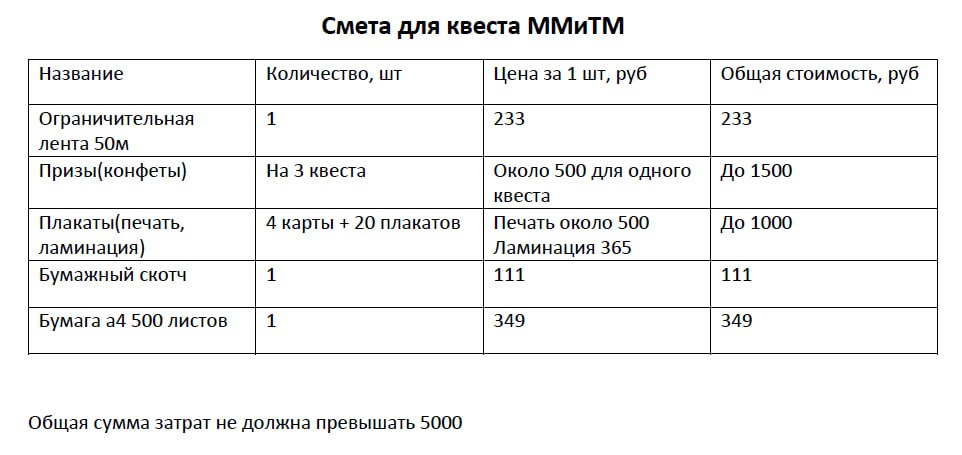 Смета для квеста ММиТМ
Название Количество, шт Цена за 1 шт, руб Общая стоимость, руб
Ограничительная лента 50м 1 233 233
Призы(конфеты) На 3 квеста Около 500 для одного квеста До 1500
Плакаты(печать, ламинация) 4 карты + 20 плакатов Печать около 500 Ламинация 365 До 1000
Бумажный скотч 1 111 111
Бумага а4 500 листов 1 349 349
Общая сумма затрат не должна превышать 5000